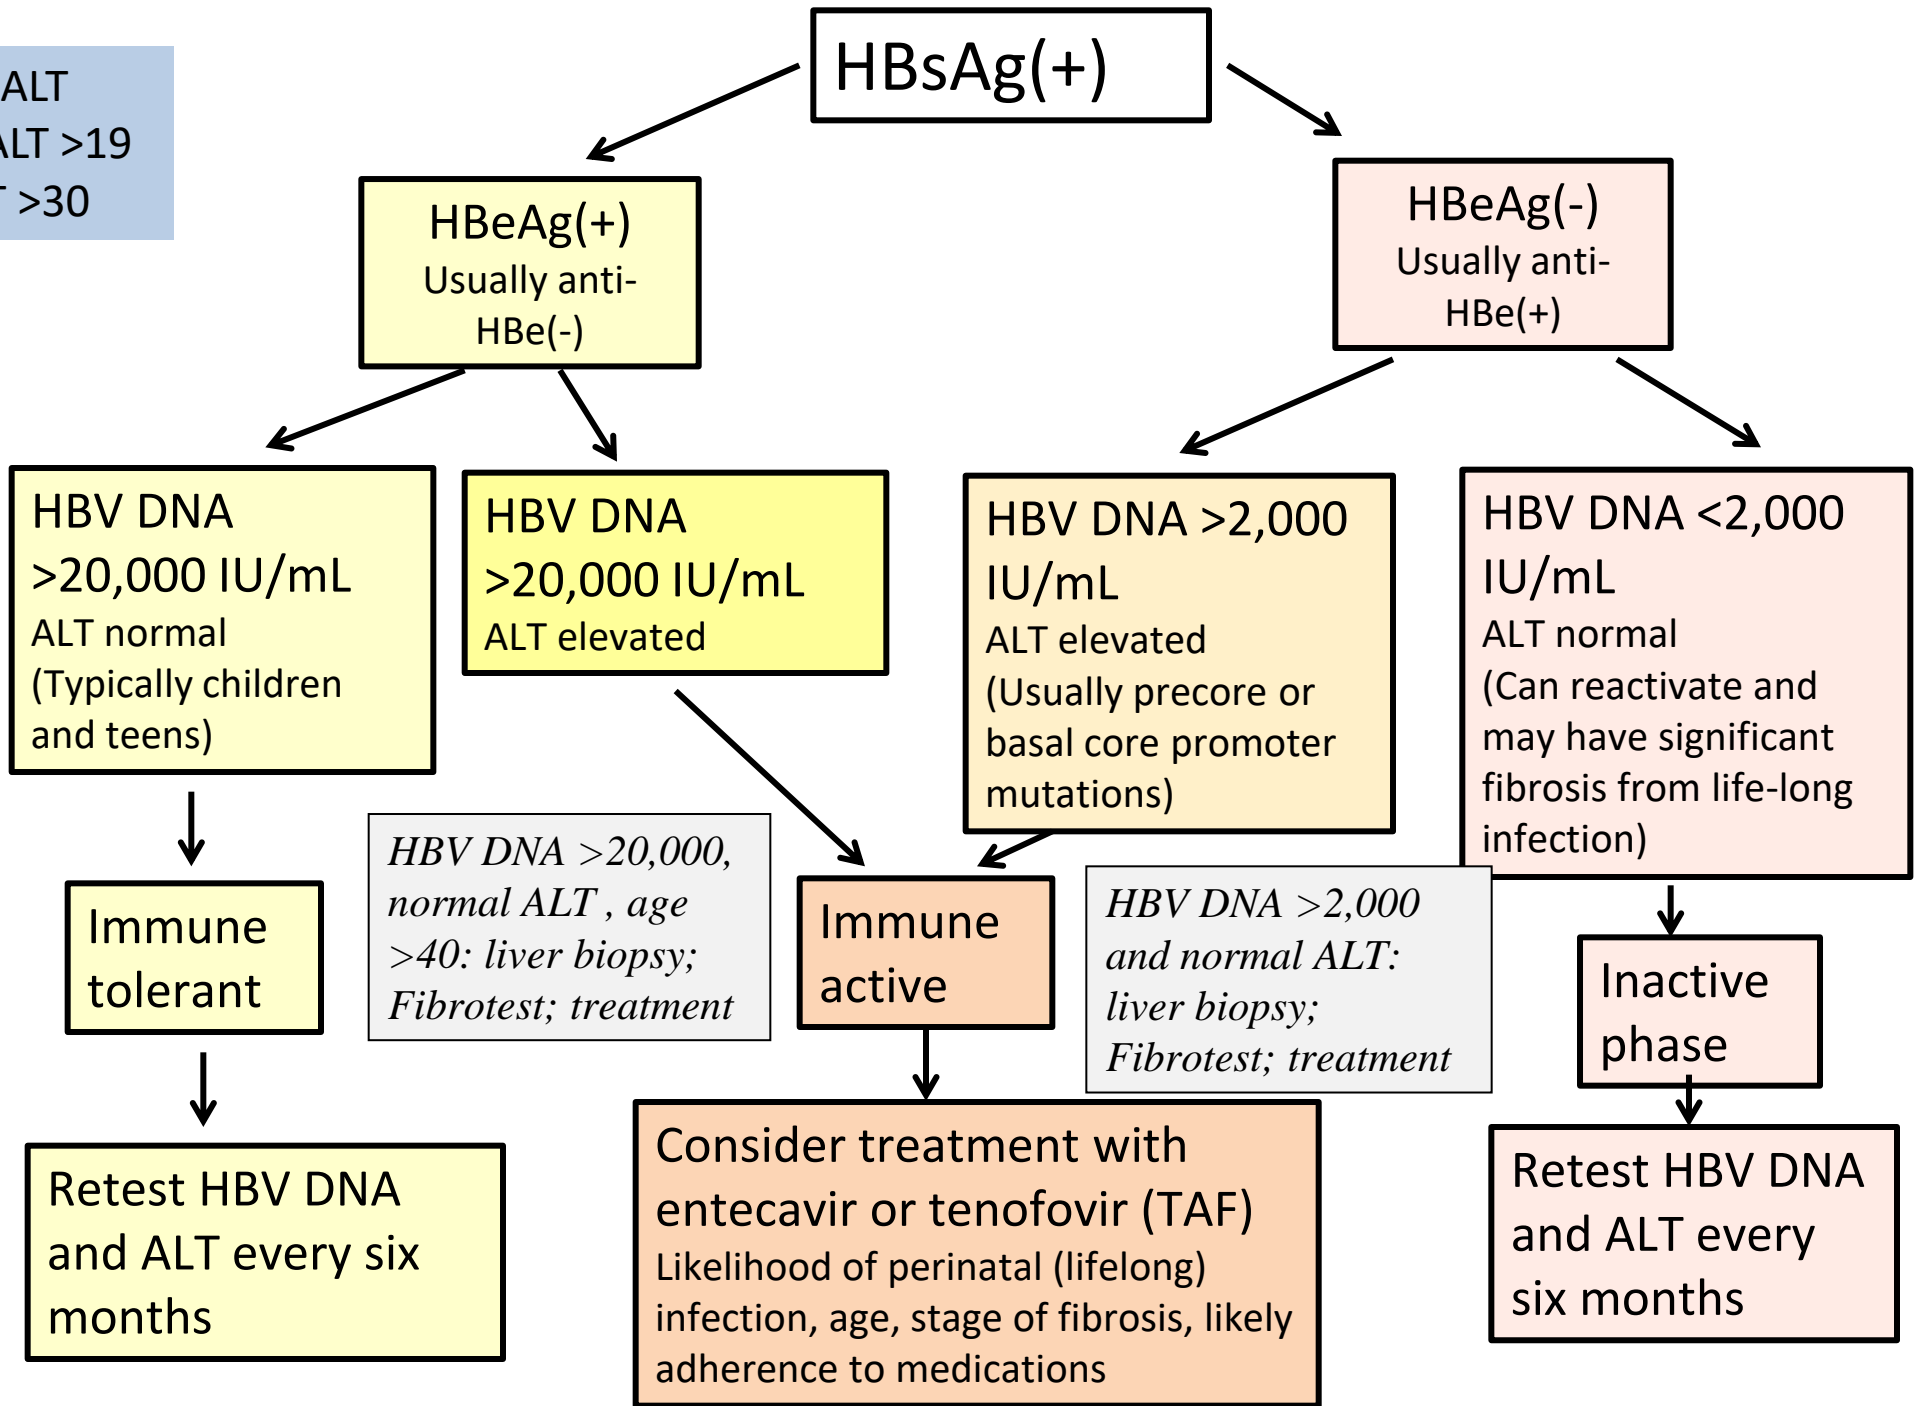 HBsAg(+)
ALT
ALT >19
>30
HBeAg(+)
Usually anti-
HBe(-)
HBeAg(-)
Usually anti-
HBe(+)
HBV DNA
>20,000 IU/mL
ALT normal
(Typically children
and teens)
HBV DNA
>20,000 IU/mL
ALT elevated
HBV DNA >2,000
IU/mL
ALT elevated
(Usually precore or
basal core promoter
mutations)
HBV DNA <2,000
IU/mL
ALT normal
(Can reactivate and
may have significant
fibrosis from life-long
infection)
Immune
tolerant
HBV DNA >20,000,
normal ALT , age
>40: liver biopsy;
Fibrotest; treatment
Immune
active
HBV DNA >2,000
and normal ALT:
liver biopsy;
Fibrotest; treatment
Inactive
phase
Retest HBV DNA
and ALT every six
months
Consider treatment with
entecavir or tenofovir (TAF)
Likelihood of perinatal (lifelong)
infection, age, stage of fibrosis, likely
adherence to medications
Retest HBV DNA
and ALT every
six months